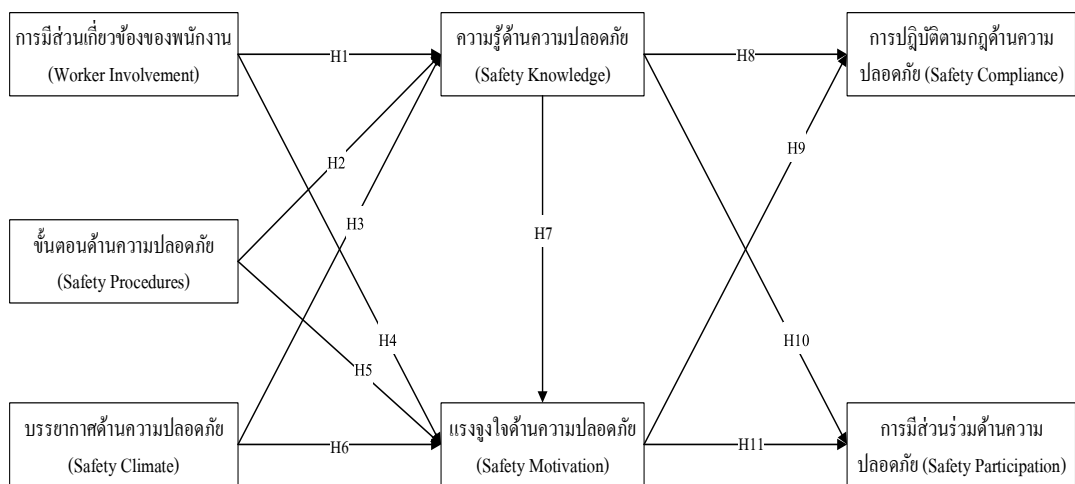 การมีส่วนเกี่ยวข้องของพนักงาน
(Worker Involvement)
H1
ความรู้ด้านความปลอดภัย
(Safety Knowledge)
H8
การปฎิบัติตามกฎด้านความ
ปลอดภัย (Safety Compliance)
H2
H9
H3
ขั้นตอนด้านความปลอดภัย
(Safety Procedures)
H7
H4
H10
H5
บรรยากาศด้านความปลอดภัย
(Safety Climate)
H6
แรงจูงใจด้านความปลอดภัย
(Safety Motivation)
H11
การมีส่วนร่วมด้านความ
ปลอดภัย (Safety Participation)